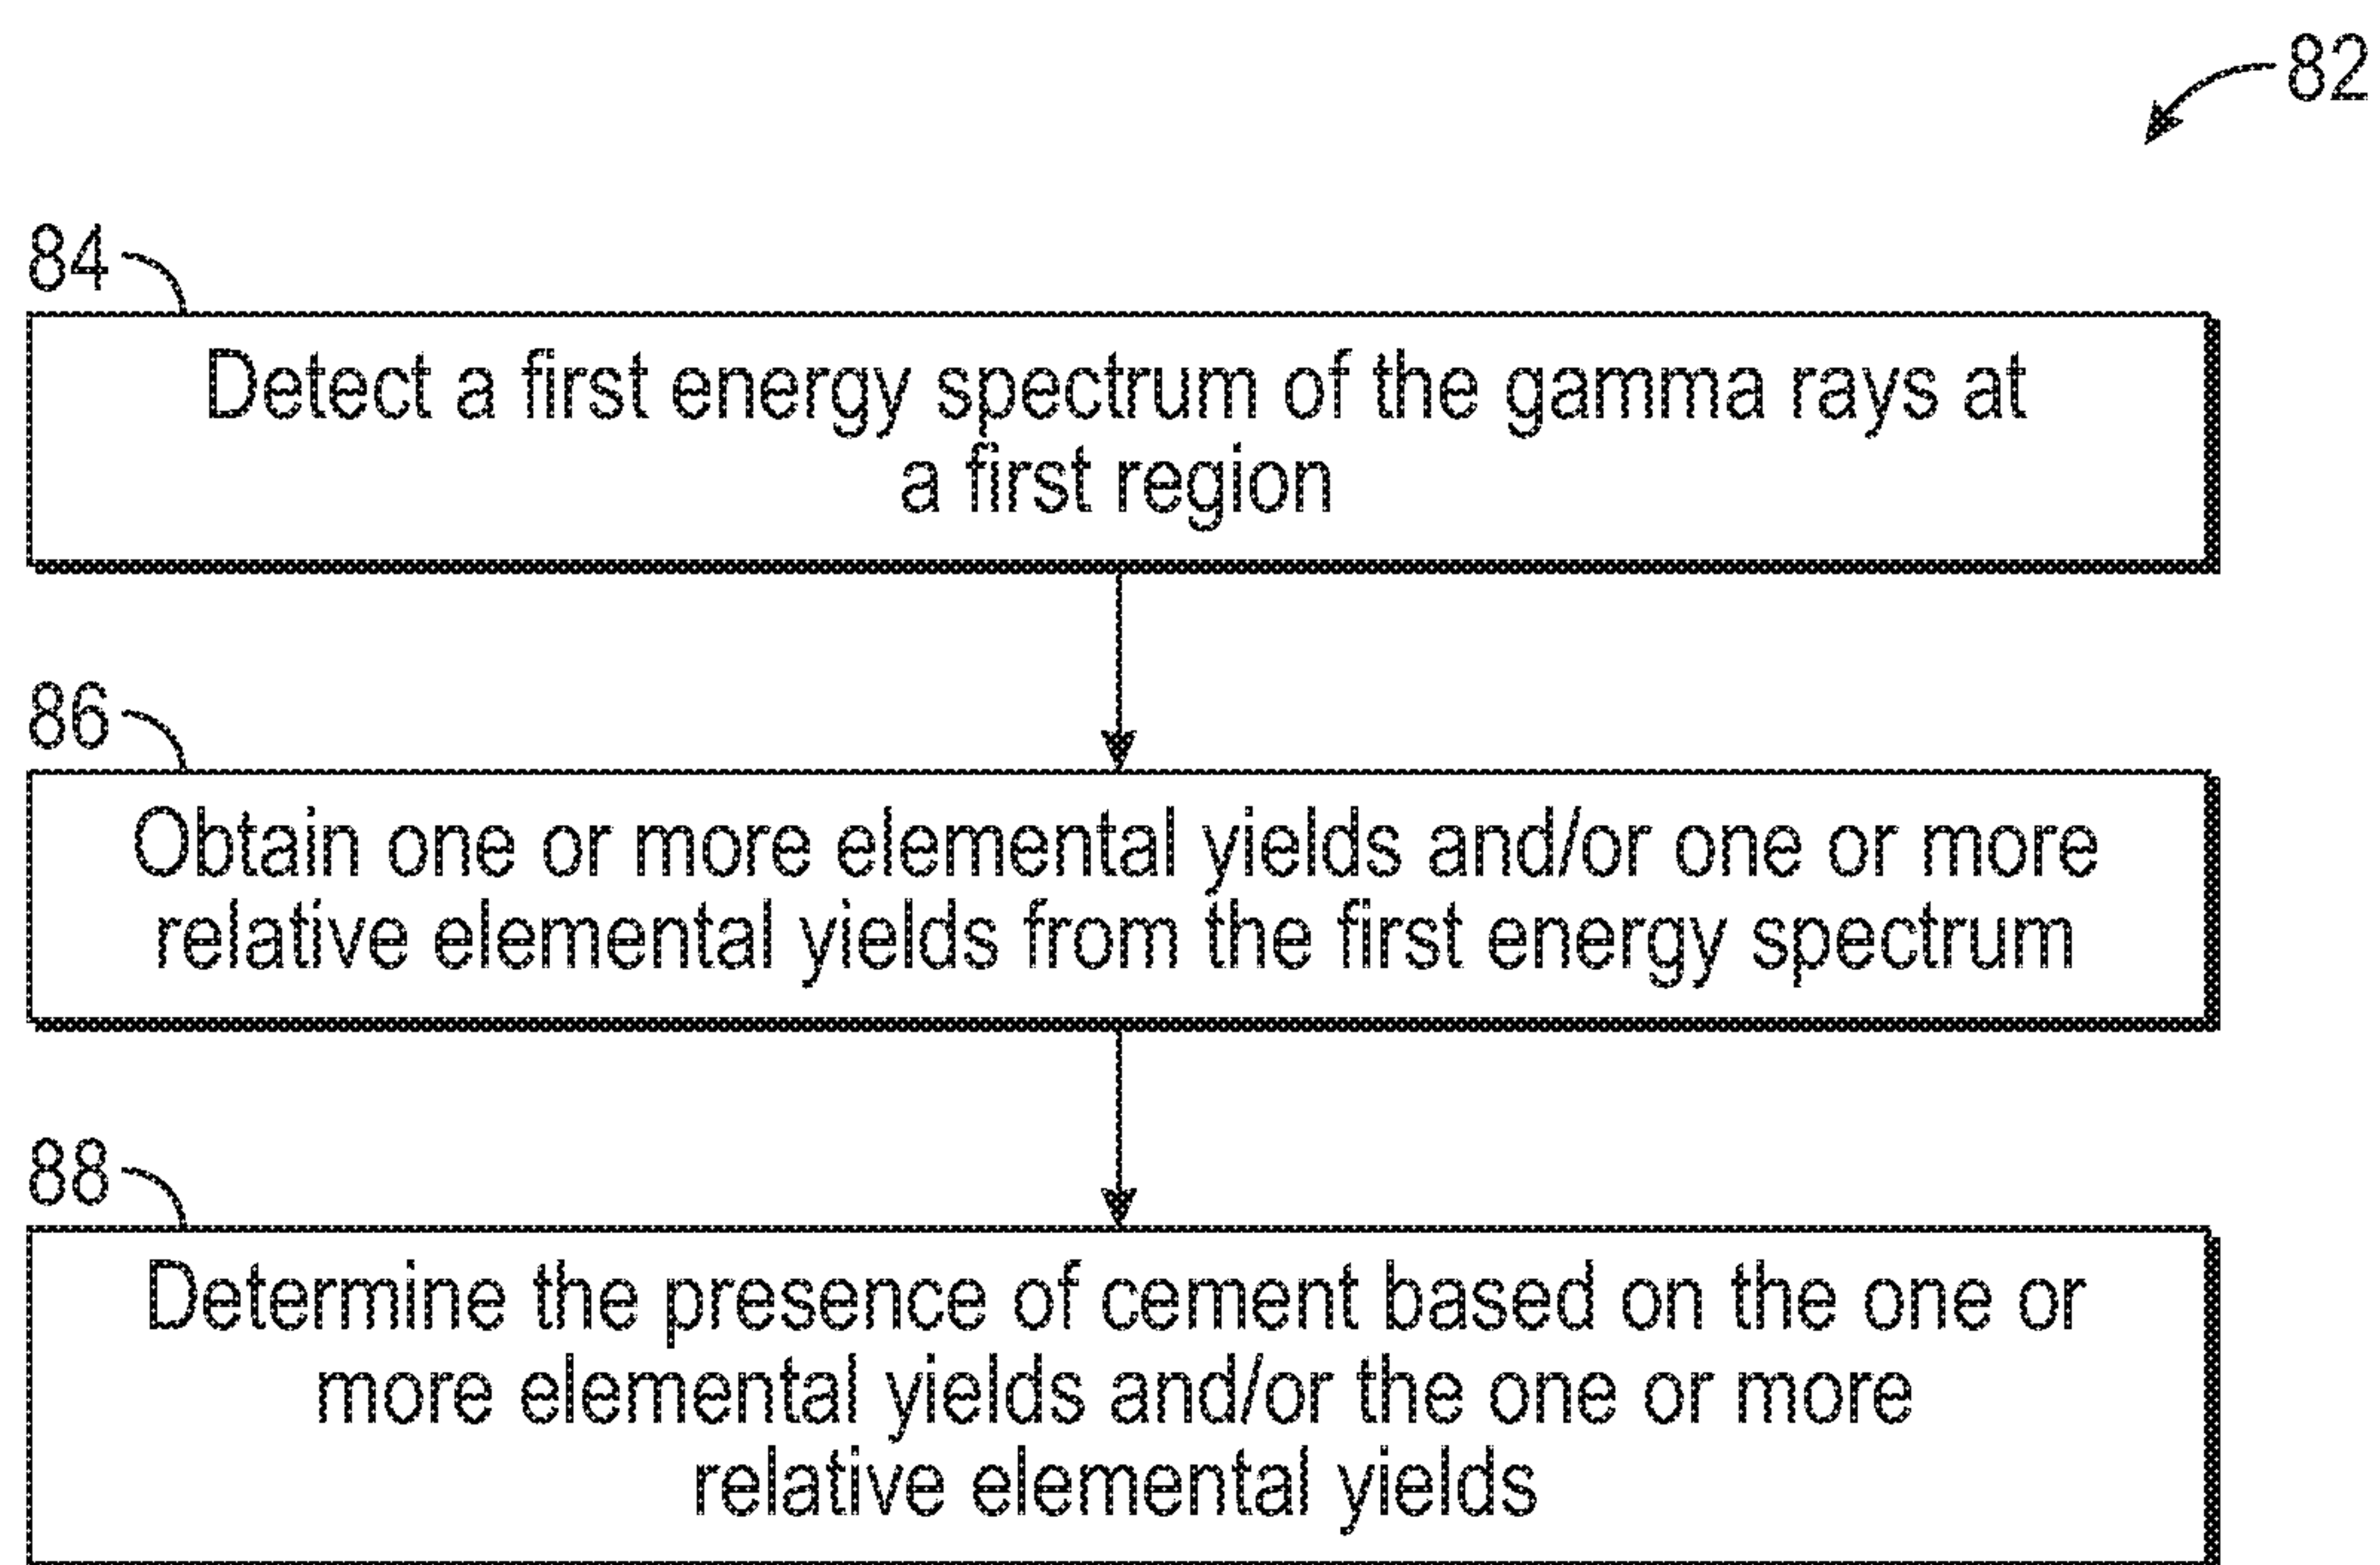 82
84
Detect a first energy spectrum of the gamma rays at
a first region
86
Obtain one or more elemental yields and/or one or more
relative elemental yields from the first energy spectrum
88
Determine the presence of cement based on the one or
more elemental yields and/or the one or more
relative elemental yields